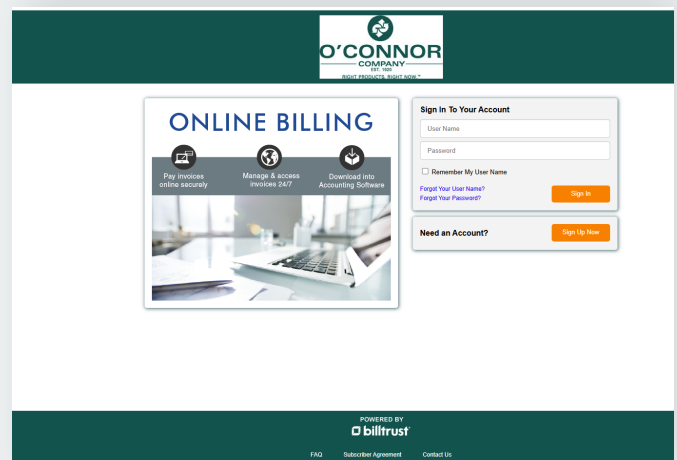 O'CONNOR
COMPANY
EST. 1920
RIGHT PRODUCTS, RIGHT NOW.™
ONLINE BILLING
Pay invoices
online securely
Manage & access
invoices 24/7
Download into
Accounting Software
Sign In To Your Account
User Name
Password
Remember My User Name
Forgot Your User Name?
Forgot Your Password?
Sign In
Need an Account?
Sign Up Now
POWERED BY
billtrust
FAQ Subscriber Agreement Contact Us